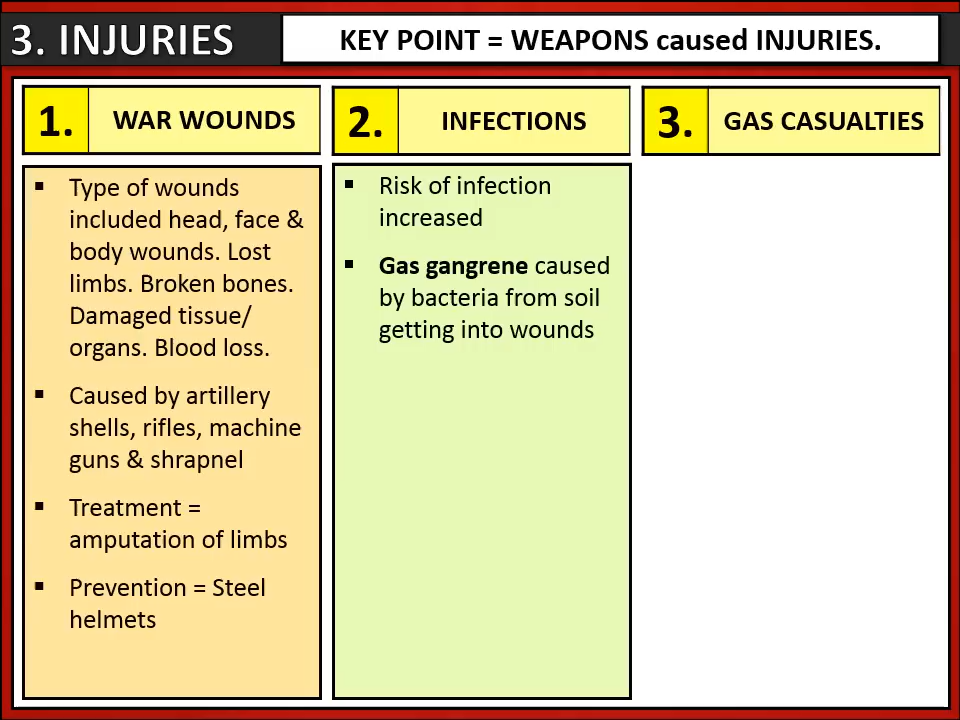 3. INJURIES
KEY POINT = WEAPONS caused INJURIES.
1.
WAR WOUNDS
▪ Type of wounds
included head, face &
body wounds. Lost
limbs. Broken bones.
Damaged tissue/
organs. Blood loss.
▪ Caused by artillery
shells, rifles, machine
guns & shrapnel
▪ Treatment =
amputation of limbs
▪ Prevention = Steel
helmets
2.
INFECTIONS
▪ Risk of infection
increased
▪ Gas gangrene caused
by bacteria from soil
getting into wounds
3.
GAS CASUALTIES